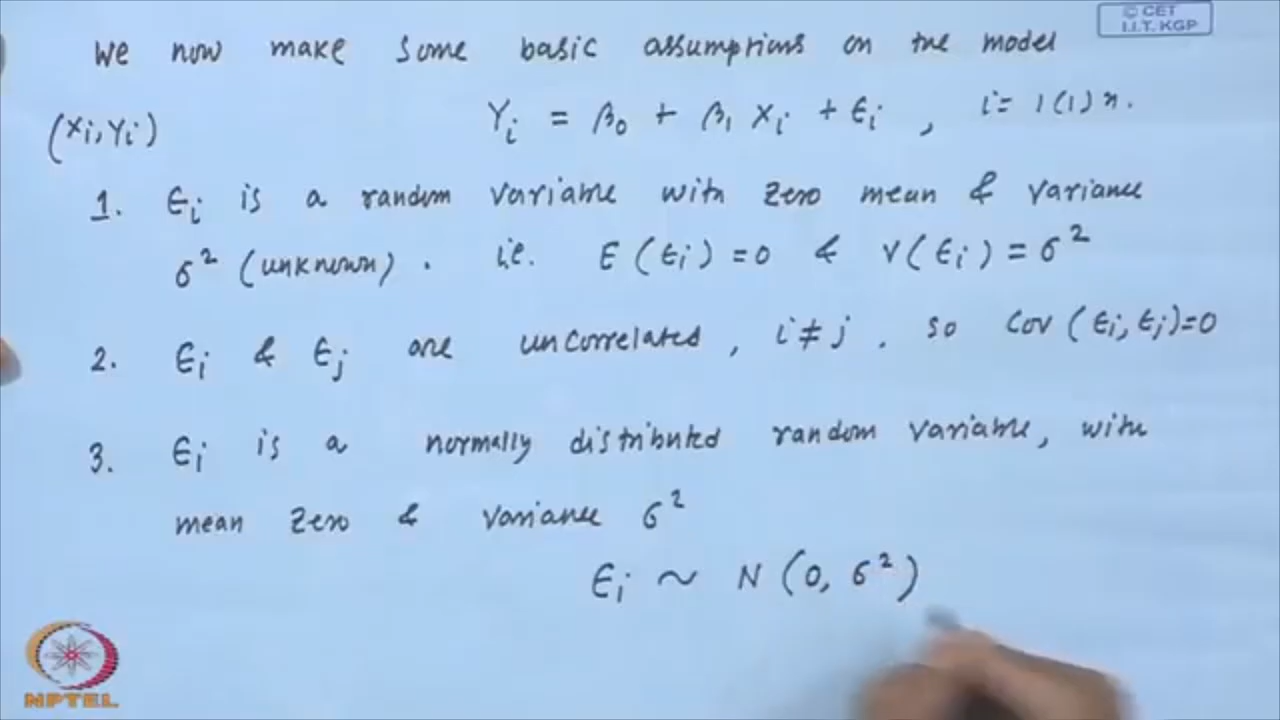 © CET
I.I.T. KGP
We now make some basic assumptions on the model
(Xi, Yi) Yi = β0 + β1 Xi + ϵi , i = 1(1)n.
1. ϵi is a random variable with zero mean & variance
σ² (unknown). i.e. E(ϵi) = 0 & V(ϵi) = σ²
2. ϵi & ϵj are uncorrelated, i ≠ j. so Cov(ϵi, ϵj)=0
3. ϵi is a normally distributed random variable, with
mean zero & variance σ²
ϵi ~ N(0, σ²)
NPTEL